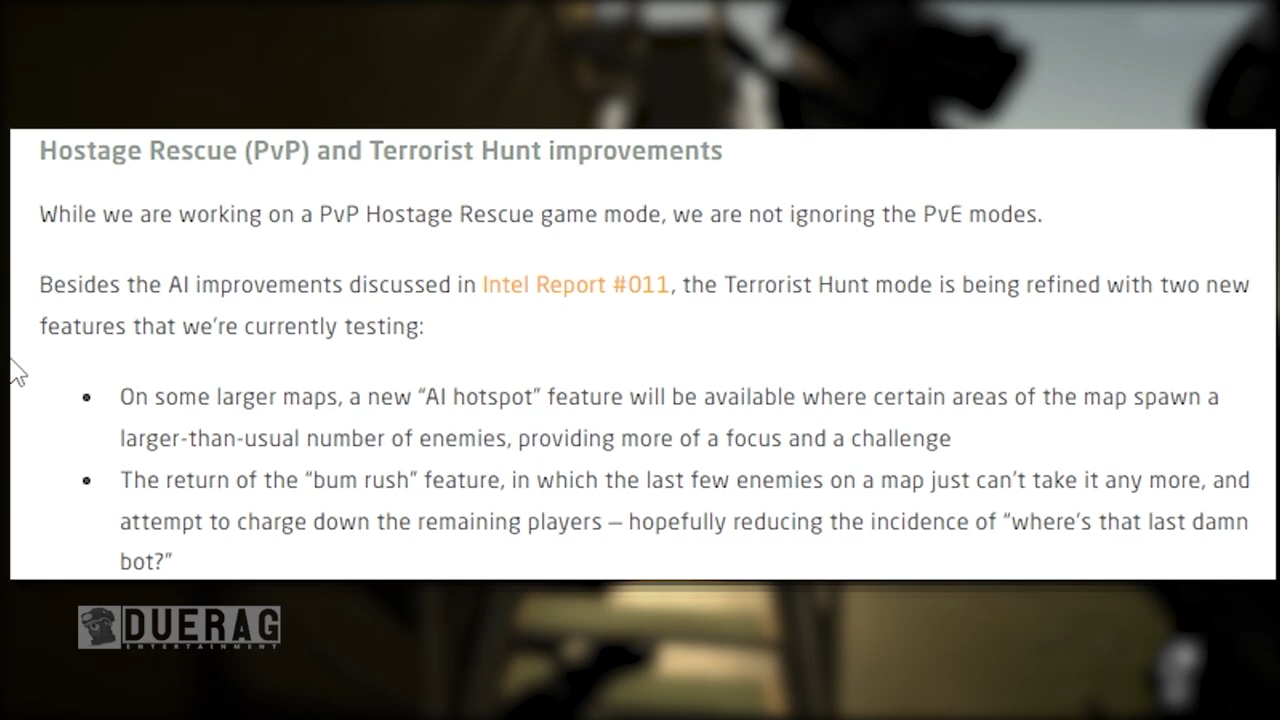 Hostage Rescue (PvP) and Terrorist Hunt improvements
While we are working on a PvP Hostage Rescue game mode, we are not ignoring the PvE modes.
Besides the AI improvements discussed in Intel Report #011, the Terrorist Hunt mode is being refined with two new
features that we’re currently testing:
• On some larger maps, a new “AI hotspot” feature will be available where certain areas of the map spawn a
larger-than-usual number of enemies, providing more of a focus and a challenge
• The return of the “bum rush” feature, in which the last few enemies on a map just can’t take it any more, and
attempt to charge down the remaining players – hopefully reducing the incidence of “where’s that last damn
bot?”
DUERAG
ENTERTAINMENT